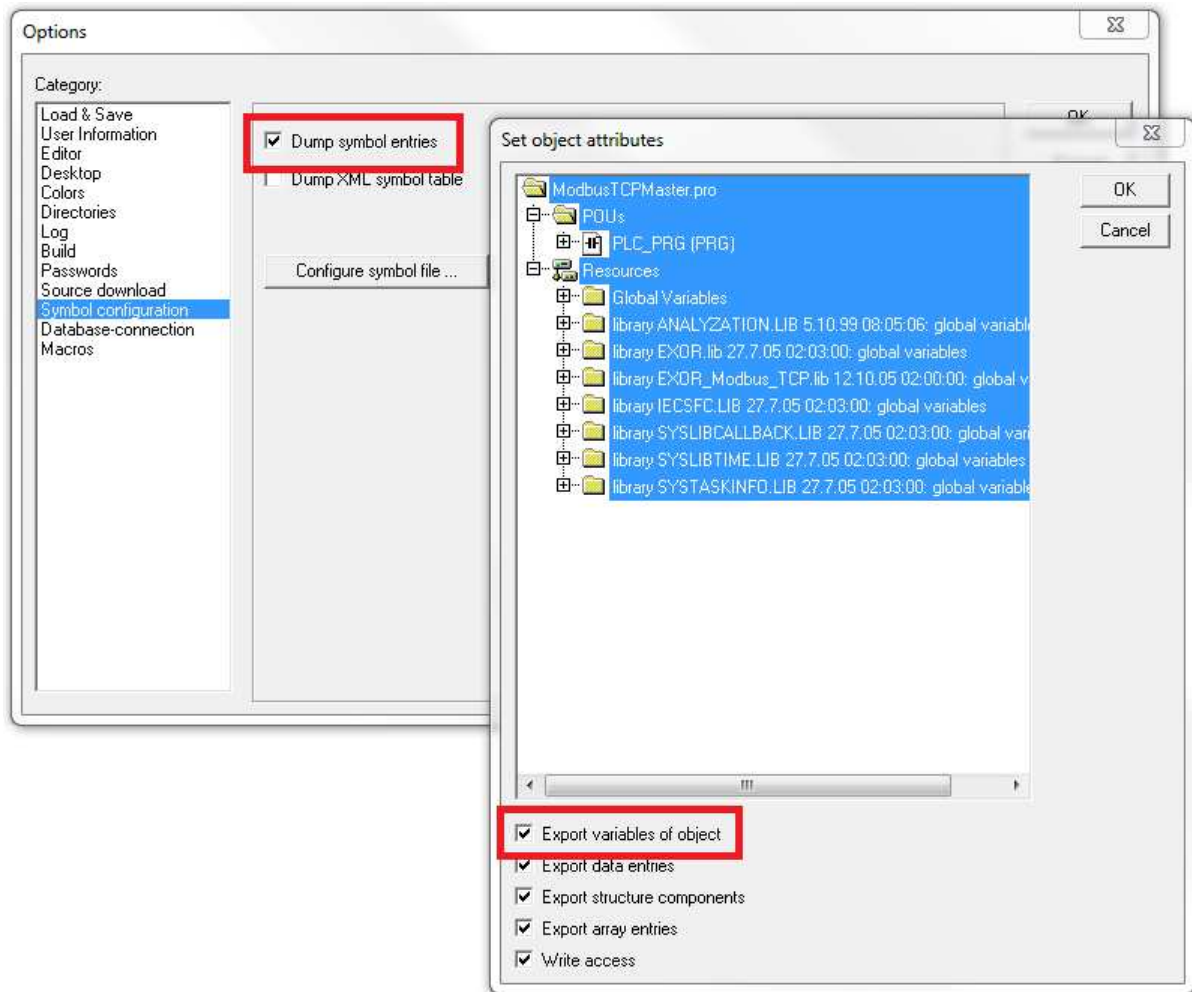 Options
Category:
Load & Save
User Information
Editor
Desktop
Colors
Directories
Log
Build
Passwords
Source download
Symbol configuration
Database-connection
Macros
Dump symbol entries
Dump XML symbol table
Configure symbol file ...
OK
Set object attributes
ModbusTCPMaster.pro
POUs
PLC_PRG (PRG)
Resources
Global Variables
library ANALYZATION.LIB 5.10.99 08:05:06: global variabl
library EXOR.lib 27.7.05 02:03:00: global variables
library EXOR_Modbus_TCP.lib 12.10.05 02:00:00: global v
library IECSFC.LIB 27.7.05 02:03:00: global variables
library SYSLIBCALLBACK.LIB 27.7.05 02:03:00: global vari
library SYSLIBTIME.LIB 27.7.05 02:03:00: global variables
library SYSTASKINFO.LIB 27.7.05 02:03:00: global variable
OK
Cancel
Export variables of object
Export data entries
Export structure components
Export array entries
Write access